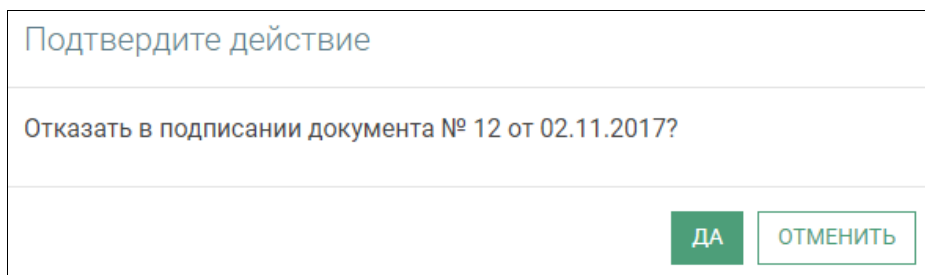 Подтвердите действие
Отказать в подписании документа № 12 от 02.11.2017?
ДА
ОТМЕНИТЬ